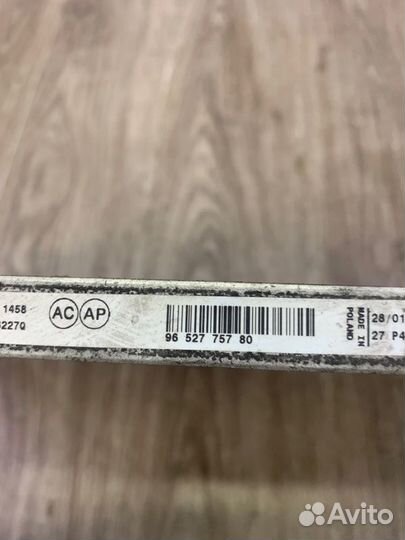 1458
227Q
AC AP
96 527 757 80
MADE IN
POLAND
28/01
27 P4
Avito